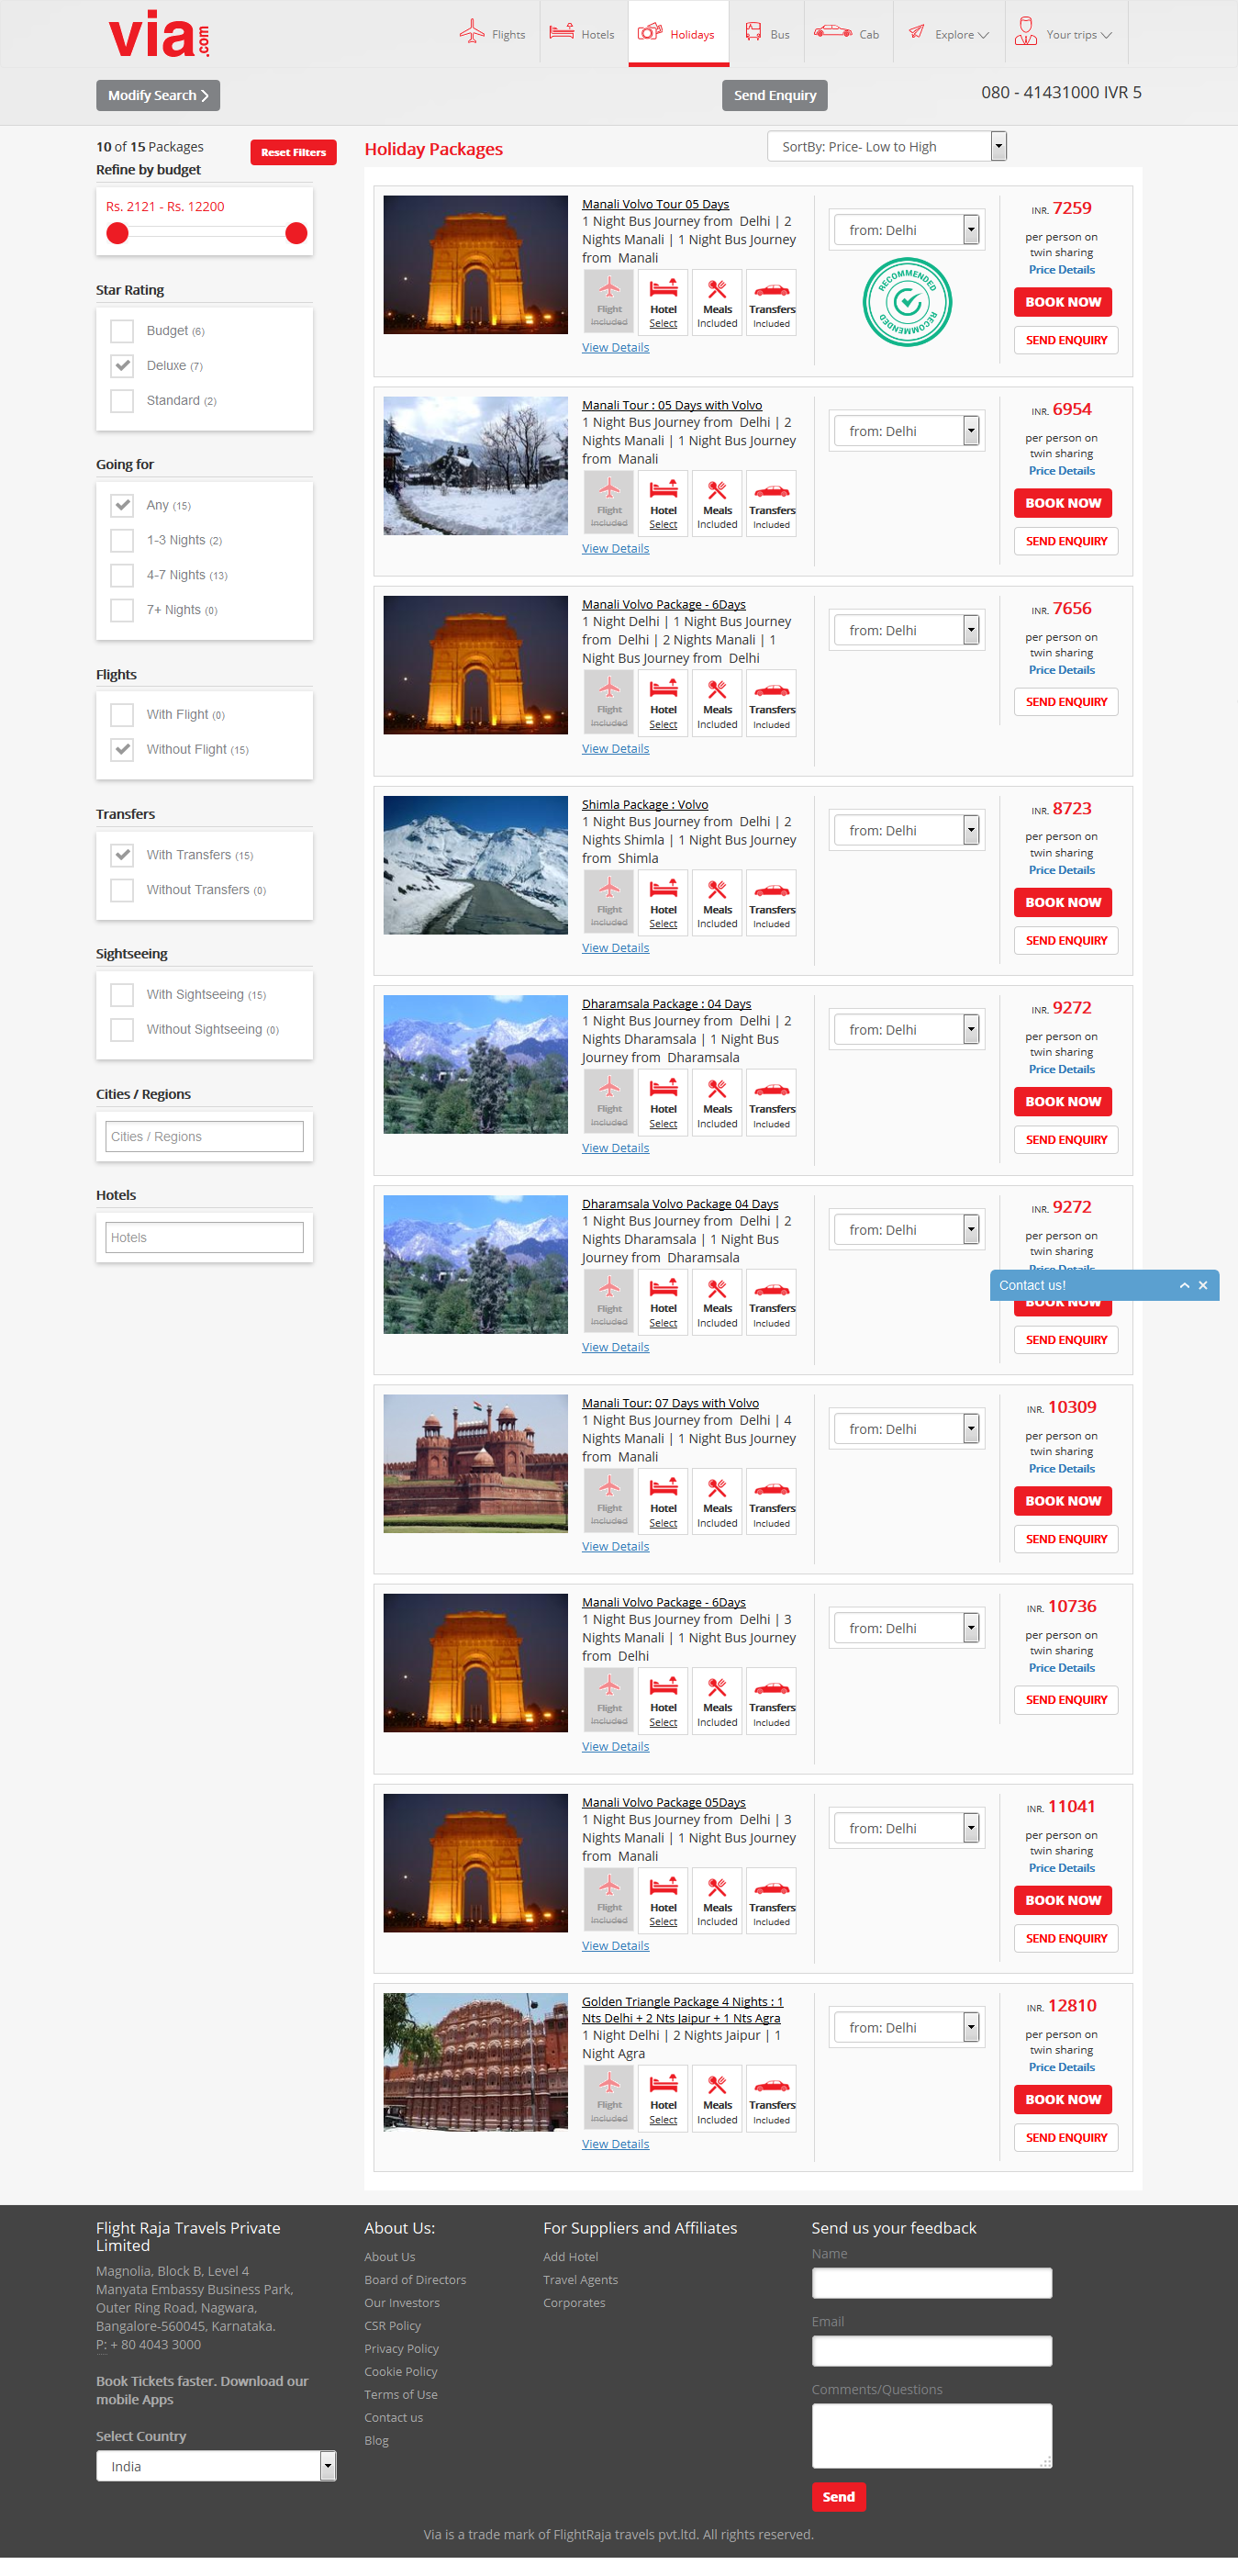 via.com
Flights
Hotels
Holidays
Bus
Cab
Explore
Your trips
Modify Search
Send Enquiry
080 - 41431000 IVR 5
10 of 15 Packages
Reset Filters
Refine by budget
Rs. 2121 - Rs. 12200
Star Rating
Budget (6)
Deluxe (7)
Standard (2)
Going for
Any (15)
1-3 Nights (2)
4-7 Nights (13)
7+ Nights (0)
Flights
With Flight (0)
Without Flight (15)
Transfers
With Transfers (15)
Without Transfers (0)
Sightseeing
With Sightseeing (15)
Without Sightseeing (0)
Cities / Regions
Cities / Regions
Hotels
Hotels
Holiday Packages
SortBy: Price- Low to High
Manali Volvo Tour 05 Days
1 Night Bus Journey from Delhi | 2
Nights Manali | 1 Night Bus Journey
from Manali
Flight Hotel Meals Transfers
Included Select Included Included
View Details
from: Delhi
RECOMMENDED
RECOMMENDED
INR. 7259
per person on
twin sharing
Price Details
BOOK NOW
SEND ENQUIRY
Manali Tour : 05 Days with Volvo
1 Night Bus Journey from Delhi | 2
Nights Manali | 1 Night Bus Journey
from Manali
Flight Hotel Meals Transfers
Included Select Included Included
View Details
from: Delhi
INR. 6954
per person on
twin sharing
Price Details
BOOK NOW
SEND ENQUIRY
Manali Volvo Package - 6Days
1 Night Delhi | 1 Night Bus Journey
from Delhi | 2 Nights Manali | 1
Night Bus Journey from Delhi
Flight Hotel Meals Transfers
Included Select Included Included
View Details
from: Delhi
INR. 7656
per person on
twin sharing
Price Details
SEND ENQUIRY
Shimla Package : Volvo
1 Night Bus Journey from Delhi | 2
Nights Shimla | 1 Night Bus Journey
from Shimla
Flight Hotel Meals Transfers
Included Select Included Included
View Details
from: Delhi
INR. 8723
per person on
twin sharing
Price Details
BOOK NOW
SEND ENQUIRY
Dharamsala Package : 04 Days
1 Night Bus Journey from Delhi | 2
Nights Dharamsala | 1 Night Bus
Journey from Dharamsala
Flight Hotel Meals Transfers
Included Select Included Included
View Details
from: Delhi
INR. 9272
per person on
twin sharing
Price Details
BOOK NOW
SEND ENQUIRY
Dharamsala Volvo Package 04 Days
1 Night Bus Journey from Delhi | 2
Nights Dharamsala | 1 Night Bus
Journey from Dharamsala
Flight Hotel Meals Transfers
Included Select Included Included
View Details
from: Delhi
INR. 9272
per person on
twin sharing
Price Details
Contact us!
BOOK NOW
SEND ENQUIRY
Manali Tour: 07 Days with Volvo
1 Night Bus Journey from Delhi | 4
Nights Manali | 1 Night Bus Journey
from Manali
Flight Hotel Meals Transfers
Included Select Included Included
View Details
from: Delhi
INR. 10309
per person on
twin sharing
Price Details
BOOK NOW
SEND ENQUIRY
Manali Volvo Package - 6Days
1 Night Bus Journey from Delhi | 3
Nights Manali | 1 Night Bus Journey
from Delhi
Flight Hotel Meals Transfers
Included Select Included Included
View Details
from: Delhi
INR. 10736
per person on
twin sharing
Price Details
SEND ENQUIRY
Manali Volvo Package 05Days
1 Night Bus Journey from Delhi | 3
Nights Manali | 1 Night Bus Journey
from Manali
Flight Hotel Meals Transfers
Included Select Included Included
View Details
from: Delhi
INR. 11041
per person on
twin sharing
Price Details
BOOK NOW
SEND ENQUIRY
Golden Triangle Package 4 Nights : 1
Nts Delhi + 2 Nts Jaipur + 1 Nts Agra
1 Night Delhi | 2 Nights Jaipur | 1
Night Agra
Flight Hotel Meals Transfers
Included Select Included Included
View Details
from: Delhi
INR. 12810
per person on
twin sharing
Price Details
BOOK NOW
SEND ENQUIRY
Flight Raja Travels Private
Limited
Magnolia, Block B, Level 4
Manyata Embassy Business Park,
Outer Ring Road, Nagwara,
Bangalore-560045, Karnataka.
P: + 80 4043 3000
Book Tickets faster. Download our
mobile Apps
Select Country
India
About Us:
About Us
Board of Directors
Our Investors
CSR Policy
Privacy Policy
Cookie Policy
Terms of Use
Contact us
Blog
For Suppliers and Affiliates
Add Hotel
Travel Agents
Corporates
Send us your feedback
Name
Email
Comments/Questions
Send
Via is a trade mark of FlightRaja travels pvt.ltd. All rights reserved.